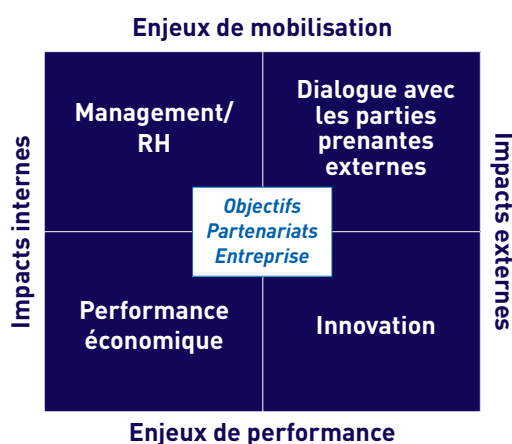 Enjeux de mobilisation
Impacts internes
Management/
RH
Dialogue avec
les parties
prenantes
externes
Impacts externes
Objectifs
Partenariats
Entreprise
Performance
économique
Innovation
Enjeux de performance